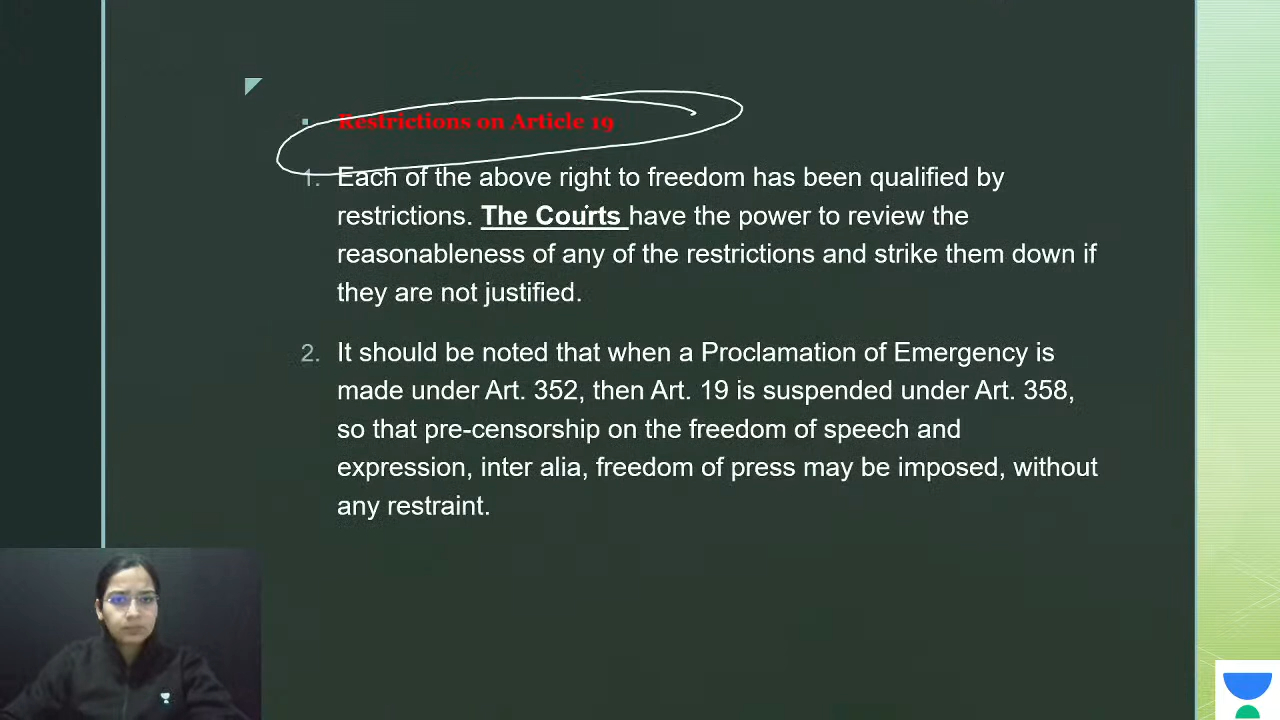 Restrictions on Article 19
1. Each of the above right to freedom has been qualified by
restrictions. The Courts have the power to review the
reasonableness of any of the restrictions and strike them down if
they are not justified.
2. It should be noted that when a Proclamation of Emergency is
made under Art. 352, then Art. 19 is suspended under Art. 358,
so that pre-censorship on the freedom of speech and
expression, inter alia, freedom of press may be imposed, without
any restraint.